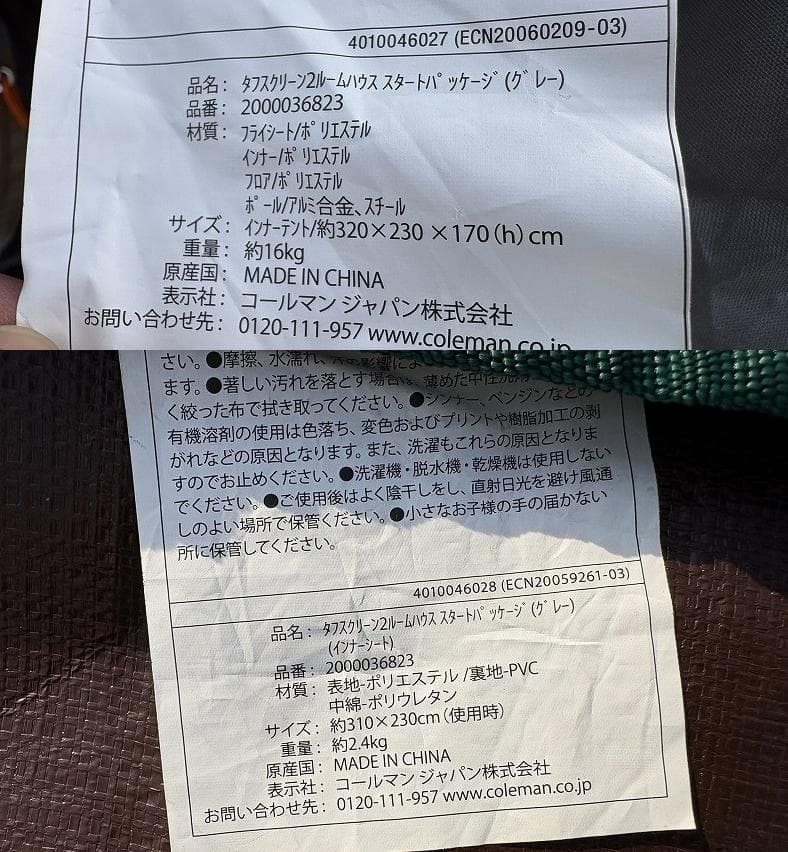 4010046027 (ECN20060209-03)
品名： ﾀﾌｽｸﾘｰﾝ2ﾙｰﾑﾊｳｽ ｽﾀｰﾄﾊﾟｯｹｰｼﾞ(ｸﾞﾚｰ)
品番： 2000036823
材質： ﾌﾗｲｼｰﾄ/ﾎﾟﾘｴｽﾃﾙ
ｲﾝﾅｰ/ﾎﾟﾘｴｽﾃﾙ
ﾌﾛｱ/ﾎﾟﾘｴｽﾃﾙ
ﾎﾟｰﾙ/ｱﾙﾐ合金、ｽﾁｰﾙ
サイズ： ｲﾝﾅｰﾃﾝﾄ/約320×230×170(h)cm
重量： 約16kg
原産国： MADE IN CHINA
表示社： コールマン ジャパン株式会社
お問い合わせ先： 0120-111-957 www.coleman.co.jp
さい。●摩擦、水濡れ、
ます。●著しい汚れを落とす場合は、薄めた中性洗
く絞った布で拭き取ってください。●シンナー、ベンジンなどの
有機溶剤の使用は色落ち、変色およびプリントや樹脂加工の剥
がれなどの原因となります。また、洗濯もこれらの原因となりま
すのでお止めください。●洗濯機・脱水機・乾燥機は使用しない
でください。●ご使用後はよく陰干しをし、直射日光を避け風通
しのよい場所で保管ください。●小さなお子様の手の届かない
所に保管してください。
4010046028 (ECN20059261-03)
品名： ﾀﾌｽｸﾘｰﾝ2ﾙｰﾑﾊｳｽ ｽﾀｰﾄﾊﾟｯｹｰｼﾞ(ｸﾞﾚｰ)
(ｲﾝﾅｰｼｰﾄ)
品番： 2000036823
材質： 表地-ポリエステル /裏地-PVC
中綿-ポリウレタン
サイズ： 約310×230cm（使用時）
重量： 約2.4kg
原産国： MADE IN CHINA
表示社： コールマン ジャパン株式会社
お問い合わせ先： 0120-111-957 www.coleman.co.jp